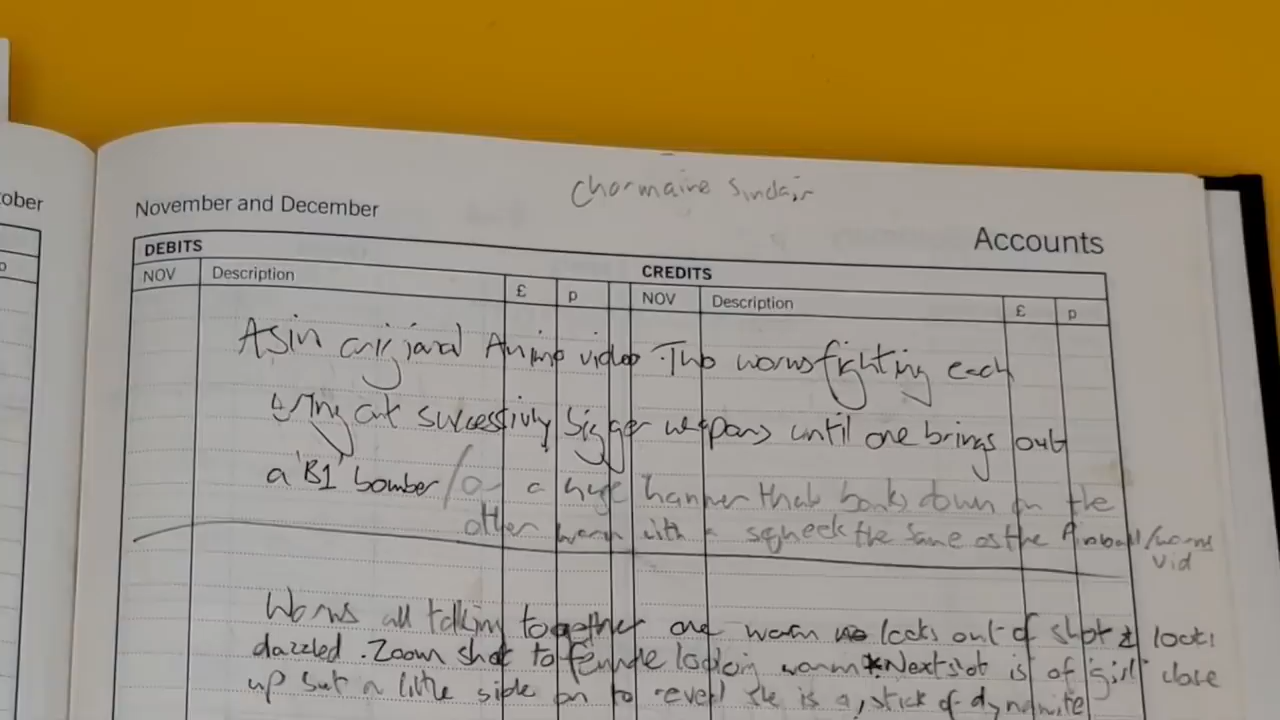 Charmaine Sinclair
ober
November and December
Accounts
DEBITS
CREDITS
NOV Description £ p NOV Description £ p
As in original Anim video. Two worms fighting each
bring out successivly bigger weapons until one brings out
a 'B1' bomber / or a huge hammer that bonks down on the
other worm with a squeek the same as the Pinball/worms
vid
Worms all talking together one worm looks out of shot & looks
dazzled. Zoom shot to female looking worm Next shot is of girl close
up but a little side on to reveal she is a stick of dynamite